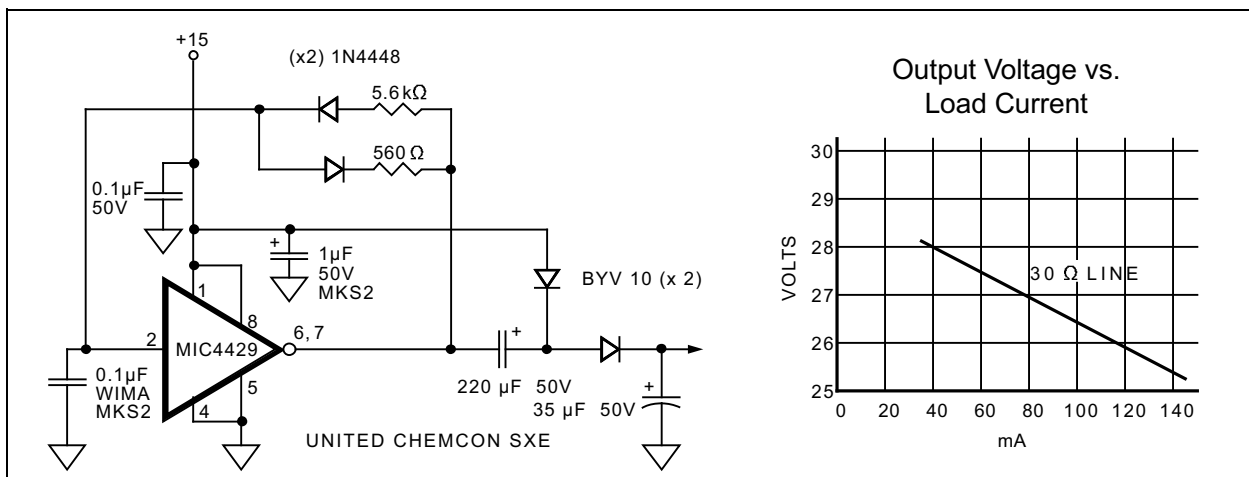 +15
(x2) 1N4448
5.6kΩ
560 Ω
0.1µF
50V
+
1µF
50V
MKS2
BYV 10 (x 2)
1
8
2
MIC4429
6,7
0.1µF
WIMA
MKS2
5
4
+
220 µF 50V
+
35 µF 50V
UNITED CHEMCON SXE
Output Voltage vs.
Load Current
VOLTS
30
29
28
27
26
25
30 Ω LINE
0 20 40 60 80 100 120 140
mA